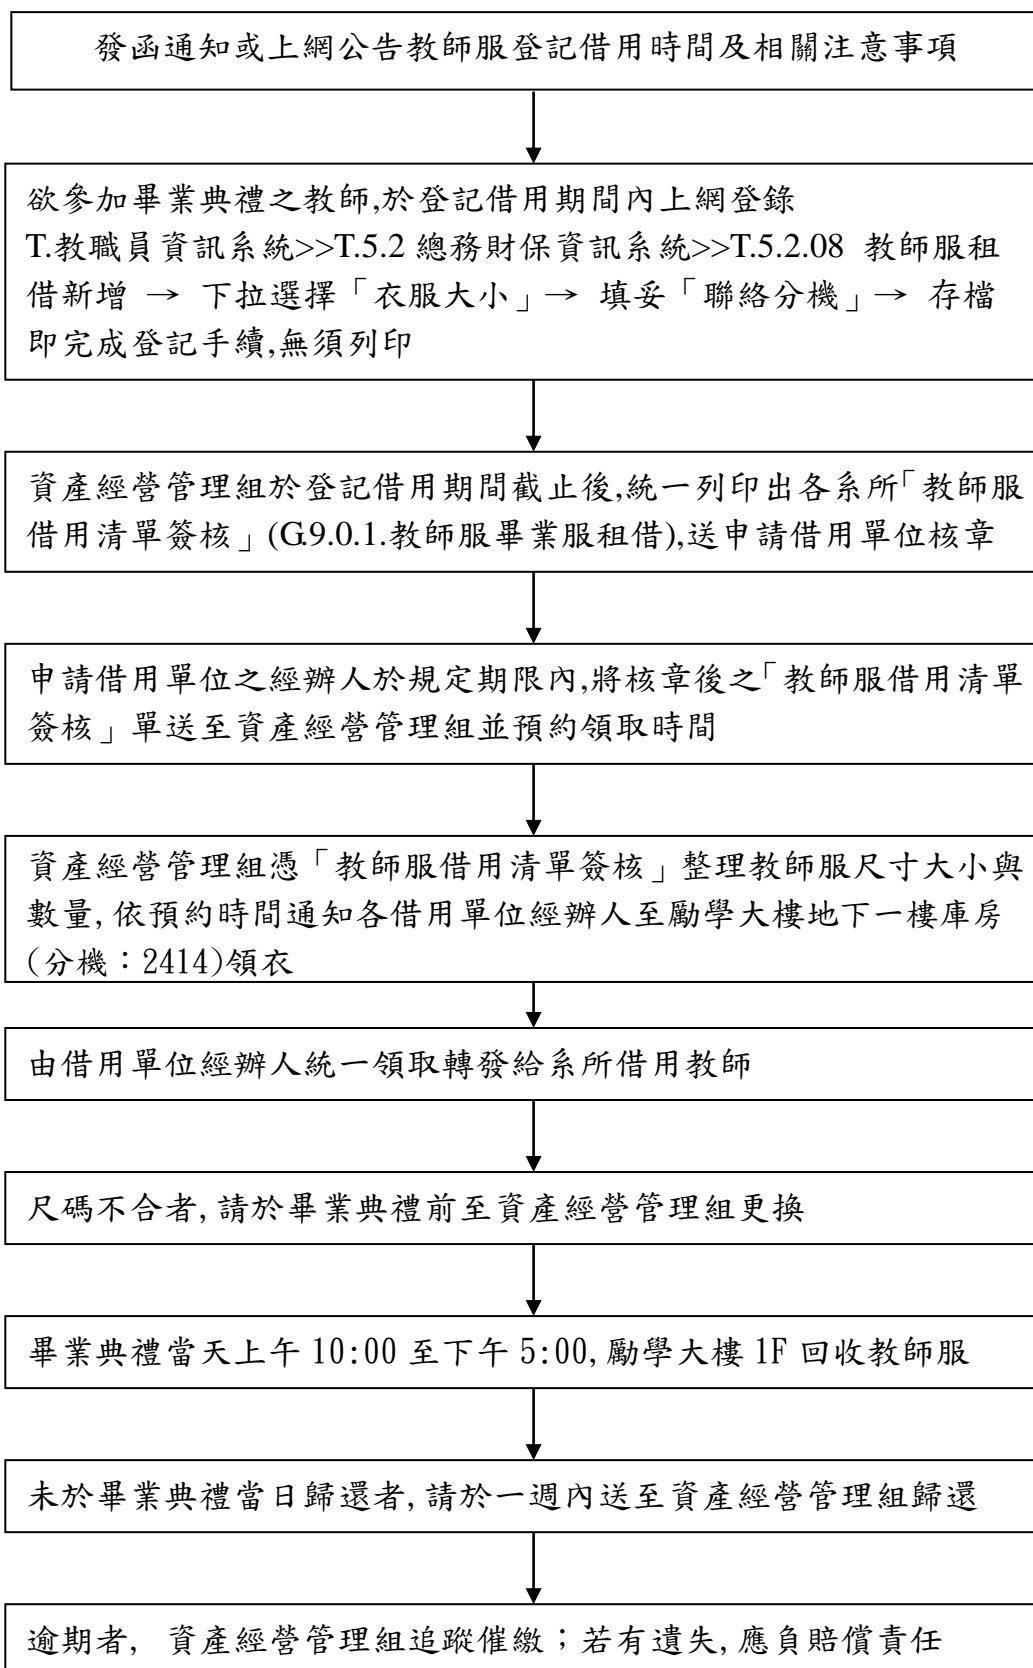 發函通知或上網公告教師服登記借用時間及相關注意事項
欲參加畢業典禮之教師,於登記借用期間內上網登錄
T.教職員資訊系統>>T.5.2 總務財保資訊系統>>T.5.2.08 教師服租
借新增 → 下拉選擇「衣服大小」→ 填妥「聯絡分機」→ 存檔
即完成登記手續,無須列印
資產經營管理組於登記借用期間截止後,統一列印出各系所「教師服
借用清單簽核」(G.9.0.1.教師服畢業服租借),送申請借用單位核章
申請借用單位之經辦人於規定期限內,將核章後之「教師服借用清單
簽核」單送至資產經營管理組並預約領取時間
資產經營管理組憑「教師服借用清單簽核」整理教師服尺寸大小與
數量,依預約時間通知各借用單位經辦人至勵學大樓地下一樓庫房
(分機：2414)領衣
由借用單位經辦人統一領取轉發給系所借用教師
尺碼不合者,請於畢業典禮前至資產經營管理組更換
畢業典禮當天上午 10:00 至下午 5:00,勵學大樓 1F 回收教師服
未於畢業典禮當日歸還者,請於一週內送至資產經營管理組歸還
逾期者, 資產經營管理組追蹤催繳；若有遺失,應負賠償責任